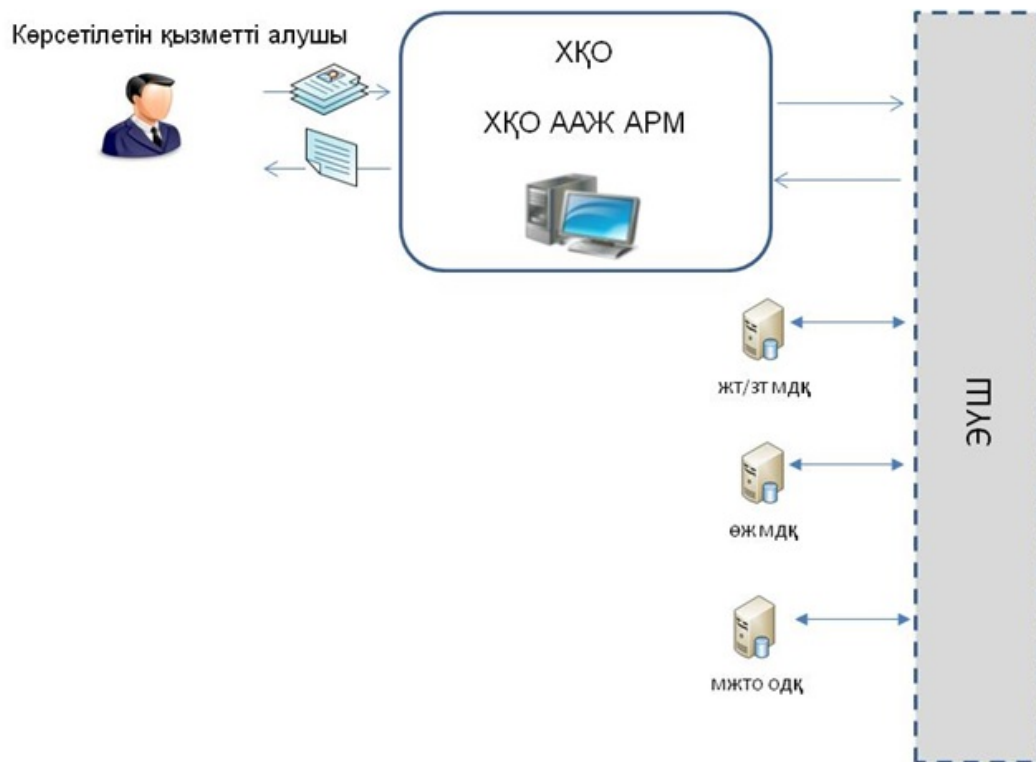 Көрсетілетін қызметті алушы
ХҚО
ХҚО ААЖ АРМ
ЖТ/ЗТ МДҚ
ӨЖ МДҚ
МЖТО ОДҚ
ЭҮШ